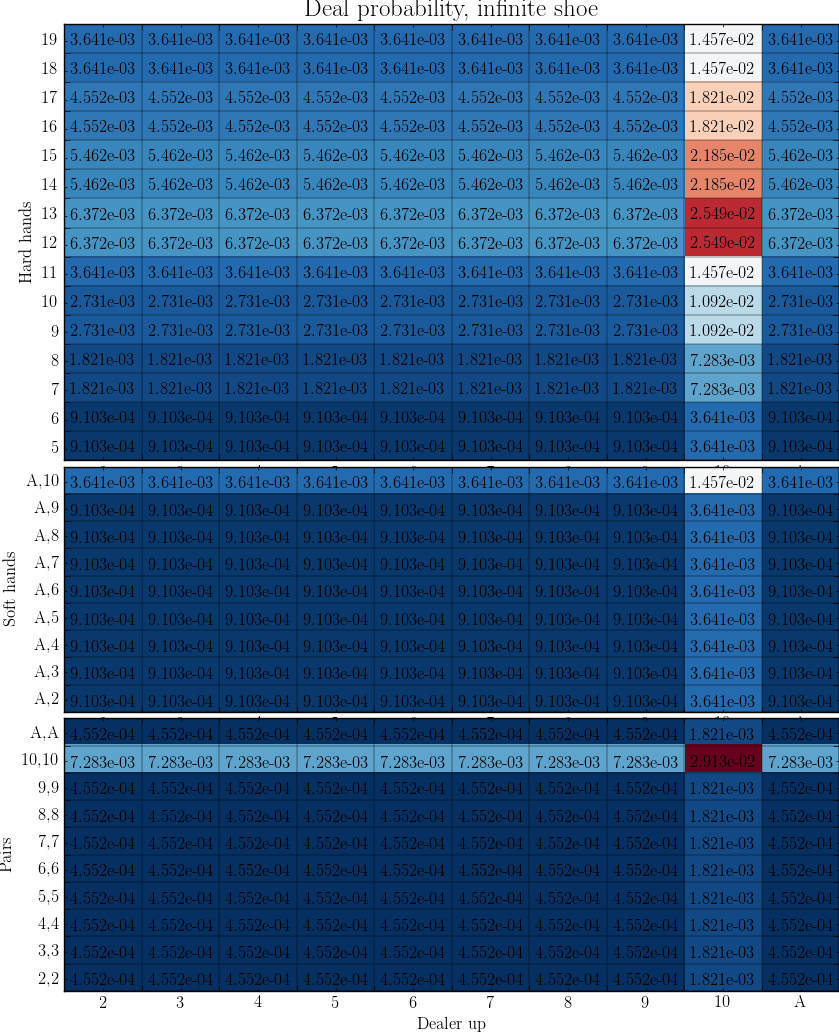 Deal probability, infinite shoe
19 3.641e-03 3.641e-03 3.641e-03 3.641e-03 3.641e-03 3.641e-03 3.641e-03 3.641e-03 1.457e-02 3.641e-03
18 3.641e-03 3.641e-03 3.641e-03 3.641e-03 3.641e-03 3.641e-03 3.641e-03 3.641e-03 1.457e-02 3.641e-03
17 4.552e-03 4.552e-03 4.552e-03 4.552e-03 4.552e-03 4.552e-03 4.552e-03 4.552e-03 1.821e-02 4.552e-03
16 4.552e-03 4.552e-03 4.552e-03 4.552e-03 4.552e-03 4.552e-03 4.552e-03 4.552e-03 1.821e-02 4.552e-03
15 5.462e-03 5.462e-03 5.462e-03 5.462e-03 5.462e-03 5.462e-03 5.462e-03 5.462e-03 2.185e-02 5.462e-03
14 5.462e-03 5.462e-03 5.462e-03 5.462e-03 5.462e-03 5.462e-03 5.462e-03 5.462e-03 2.185e-02 5.462e-03
13 6.372e-03 6.372e-03 6.372e-03 6.372e-03 6.372e-03 6.372e-03 6.372e-03 6.372e-03 2.549e-02 6.372e-03
12 6.372e-03 6.372e-03 6.372e-03 6.372e-03 6.372e-03 6.372e-03 6.372e-03 6.372e-03 2.549e-02 6.372e-03
11 3.641e-03 3.641e-03 3.641e-03 3.641e-03 3.641e-03 3.641e-03 3.641e-03 3.641e-03 1.457e-02 3.641e-03
10 2.731e-03 2.731e-03 2.731e-03 2.731e-03 2.731e-03 2.731e-03 2.731e-03 2.731e-03 1.092e-02 2.731e-03
9 2.731e-03 2.731e-03 2.731e-03 2.731e-03 2.731e-03 2.731e-03 2.731e-03 2.731e-03 1.092e-02 2.731e-03
8 1.821e-03 1.821e-03 1.821e-03 1.821e-03 1.821e-03 1.821e-03 1.821e-03 1.821e-03 7.283e-03 1.821e-03
7 1.821e-03 1.821e-03 1.821e-03 1.821e-03 1.821e-03 1.821e-03 1.821e-03 1.821e-03 7.283e-03 1.821e-03
6 9.103e-04 9.103e-04 9.103e-04 9.103e-04 9.103e-04 9.103e-04 9.103e-04 9.103e-04 3.641e-03 9.103e-04
5 9.103e-04 9.103e-04 9.103e-04 9.103e-04 9.103e-04 9.103e-04 9.103e-04 9.103e-04 3.641e-03 9.103e-04
Hard hands
A,10 3.641e-03 3.641e-03 3.641e-03 3.641e-03 3.641e-03 3.641e-03 3.641e-03 3.641e-03 1.457e-02 3.641e-03
A,9 9.103e-04 9.103e-04 9.103e-04 9.103e-04 9.103e-04 9.103e-04 9.103e-04 9.103e-04 3.641e-03 9.103e-04
A,8 9.103e-04 9.103e-04 9.103e-04 9.103e-04 9.103e-04 9.103e-04 9.103e-04 9.103e-04 3.641e-03 9.103e-04
A,7 9.103e-04 9.103e-04 9.103e-04 9.103e-04 9.103e-04 9.103e-04 9.103e-04 9.103e-04 3.641e-03 9.103e-04
A,6 9.103e-04 9.103e-04 9.103e-04 9.103e-04 9.103e-04 9.103e-04 9.103e-04 9.103e-04 3.641e-03 9.103e-04
A,5 9.103e-04 9.103e-04 9.103e-04 9.103e-04 9.103e-04 9.103e-04 9.103e-04 9.103e-04 3.641e-03 9.103e-04
A,4 9.103e-04 9.103e-04 9.103e-04 9.103e-04 9.103e-04 9.103e-04 9.103e-04 9.103e-04 3.641e-03 9.103e-04
A,3 9.103e-04 9.103e-04 9.103e-04 9.103e-04 9.103e-04 9.103e-04 9.103e-04 9.103e-04 3.641e-03 9.103e-04
A,2 9.103e-04 9.103e-04 9.103e-04 9.103e-04 9.103e-04 9.103e-04 9.103e-04 9.103e-04 3.641e-03 9.103e-04
Soft hands
A,A 4.552e-04 4.552e-04 4.552e-04 4.552e-04 4.552e-04 4.552e-04 4.552e-04 4.552e-04 1.821e-03 4.552e-04
10,10 7.283e-03 7.283e-03 7.283e-03 7.283e-03 7.283e-03 7.283e-03 7.283e-03 7.283e-03 2.913e-02 7.283e-03
9,9 4.552e-04 4.552e-04 4.552e-04 4.552e-04 4.552e-04 4.552e-04 4.552e-04 4.552e-04 1.821e-03 4.552e-04
8,8 4.552e-04 4.552e-04 4.552e-04 4.552e-04 4.552e-04 4.552e-04 4.552e-04 4.552e-04 1.821e-03 4.552e-04
7,7 4.552e-04 4.552e-04 4.552e-04 4.552e-04 4.552e-04 4.552e-04 4.552e-04 4.552e-04 1.821e-03 4.552e-04
6,6 4.552e-04 4.552e-04 4.552e-04 4.552e-04 4.552e-04 4.552e-04 4.552e-04 4.552e-04 1.821e-03 4.552e-04
5,5 4.552e-04 4.552e-04 4.552e-04 4.552e-04 4.552e-04 4.552e-04 4.552e-04 4.552e-04 1.821e-03 4.552e-04
4,4 4.552e-04 4.552e-04 4.552e-04 4.552e-04 4.552e-04 4.552e-04 4.552e-04 4.552e-04 1.821e-03 4.552e-04
3,3 4.552e-04 4.552e-04 4.552e-04 4.552e-04 4.552e-04 4.552e-04 4.552e-04 4.552e-04 1.821e-03 4.552e-04
2,2 4.552e-04 4.552e-04 4.552e-04 4.552e-04 4.552e-04 4.552e-04 4.552e-04 4.552e-04 1.821e-03 4.552e-04
Pairs
2 3 4 5 6 7 8 9 10 A
Dealer up